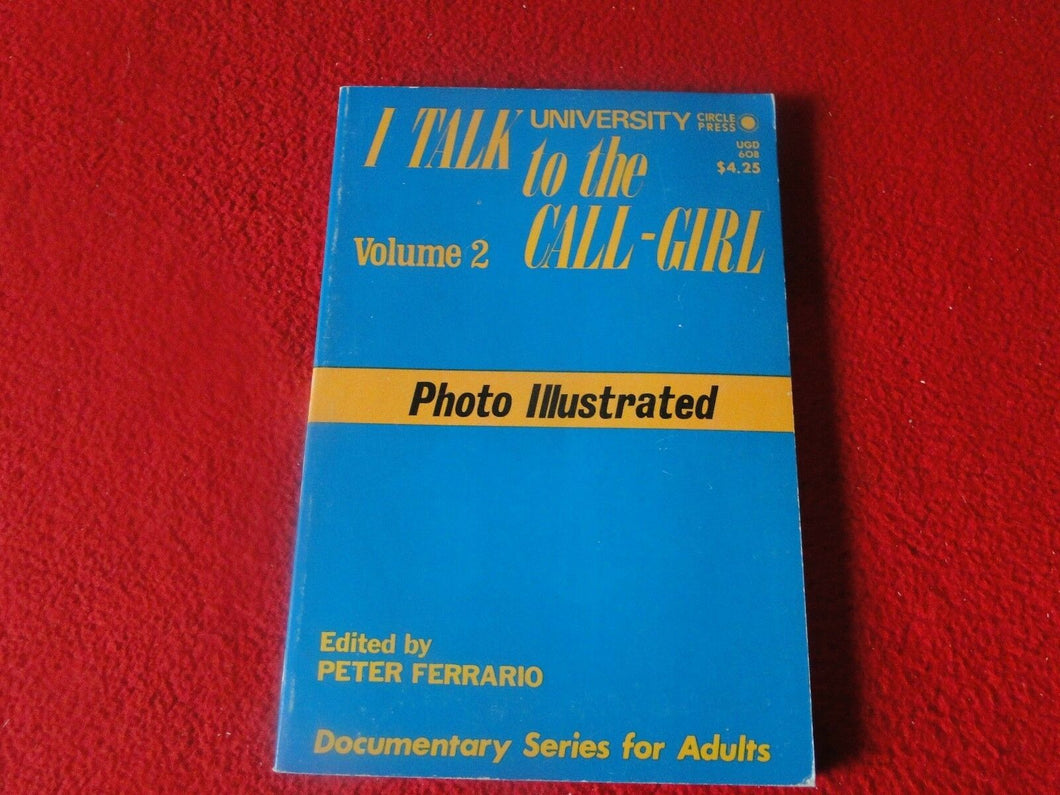 UNIVERSITY CIRCLE PRESS
UGD
608
$4.25
I TALK
to the
CALL-GIRL
Volume 2
Photo Illustrated
Edited by
PETER FERRARIO
Documentary Series for Adults